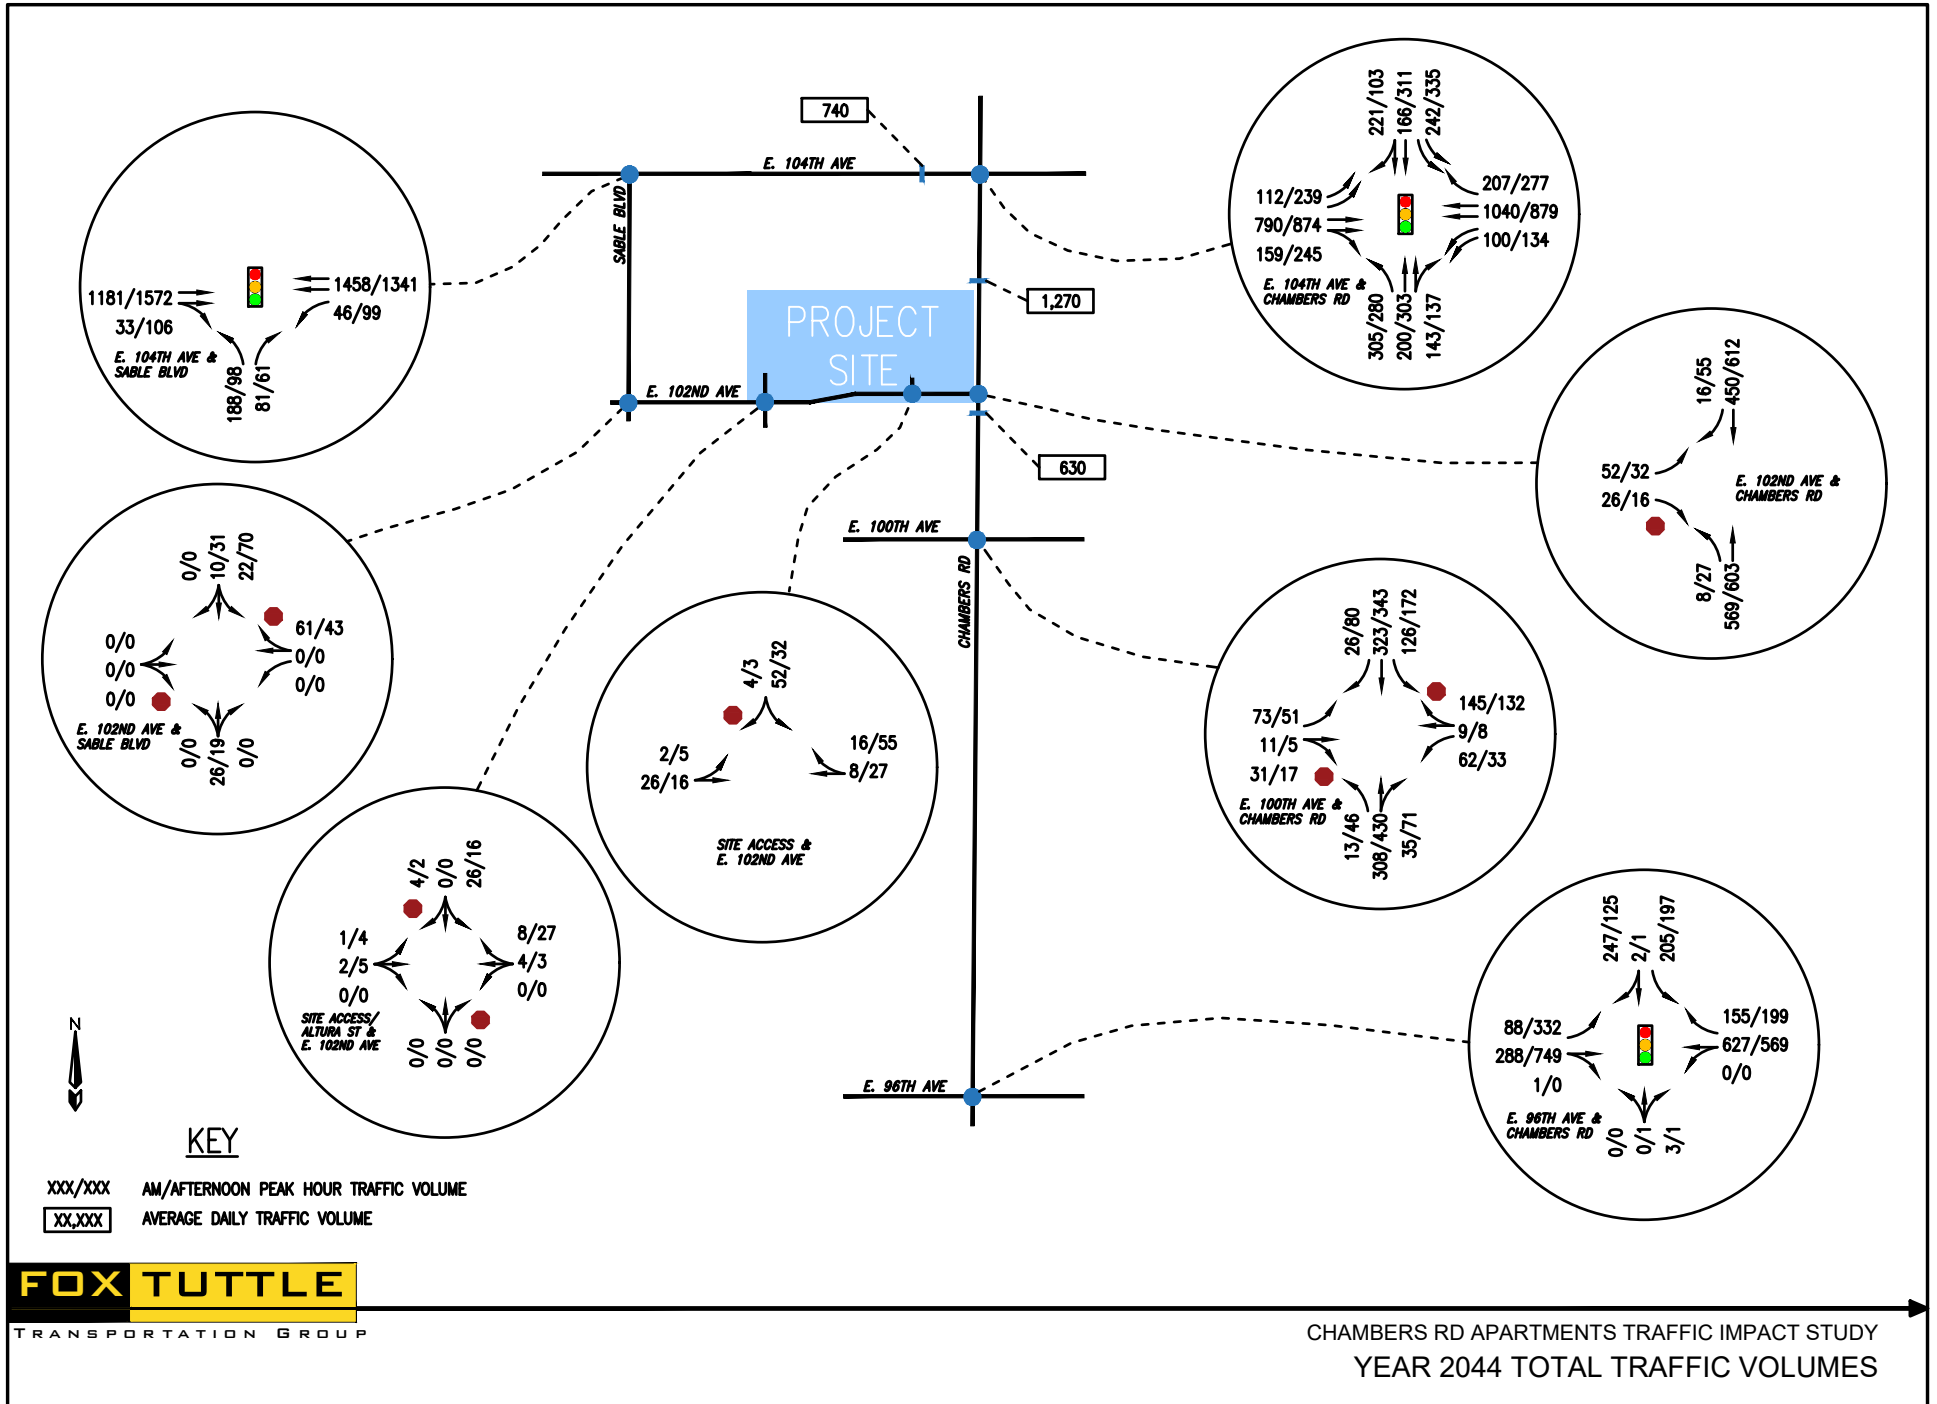 740
E. 104TH AVE
SABLE BLVD
1181/1572
33/106
1458/1341
46/99
188/98
81/61
E. 104TH AVE &
SABLE BLVD
221/103
166/311
242/335
112/239
790/874
159/245
207/277
1040/879
100/134
305/280
200/303
143/137
E. 104TH AVE &
CHAMBERS RD
1,270
PROJECT
SITE
E. 102ND AVE
630
16/55
450/612
52/32
26/16
8/27
569/603
E. 102ND AVE &
CHAMBERS RD
E. 100TH AVE
CHAMBERS RD
0/0
10/31
22/70
0/0
0/0
0/0
61/43
0/0
0/0
0/0
26/19
0/0
E. 102ND AVE &
SABLE BLVD
4/3
52/32
2/5
26/16
16/55
8/27
SITE ACCESS &
E. 102ND AVE
26/80
323/343
126/172
73/51
11/5
31/17
145/132
9/8
62/33
13/46
308/430
35/71
E. 100TH AVE &
CHAMBERS RD
4/2
0/0
26/16
1/4
2/5
0/0
8/27
4/3
0/0
0/0
0/0
0/0
SITE ACCESS/
ALTURA ST &
E. 102ND AVE
E. 96TH AVE
247/125
2/1
205/197
88/332
288/749
1/0
155/199
627/569
0/0
0/0
0/1
3/1
E. 96TH AVE &
CHAMBERS RD
N
KEY
XXX/XXX AM/AFTERNOON PEAK HOUR TRAFFIC VOLUME
XX,XXX AVERAGE DAILY TRAFFIC VOLUME
FOX TUTTLE
TRANSPORTATION GROUP
CHAMBERS RD APARTMENTS TRAFFIC IMPACT STUDY
YEAR 2044 TOTAL TRAFFIC VOLUMES